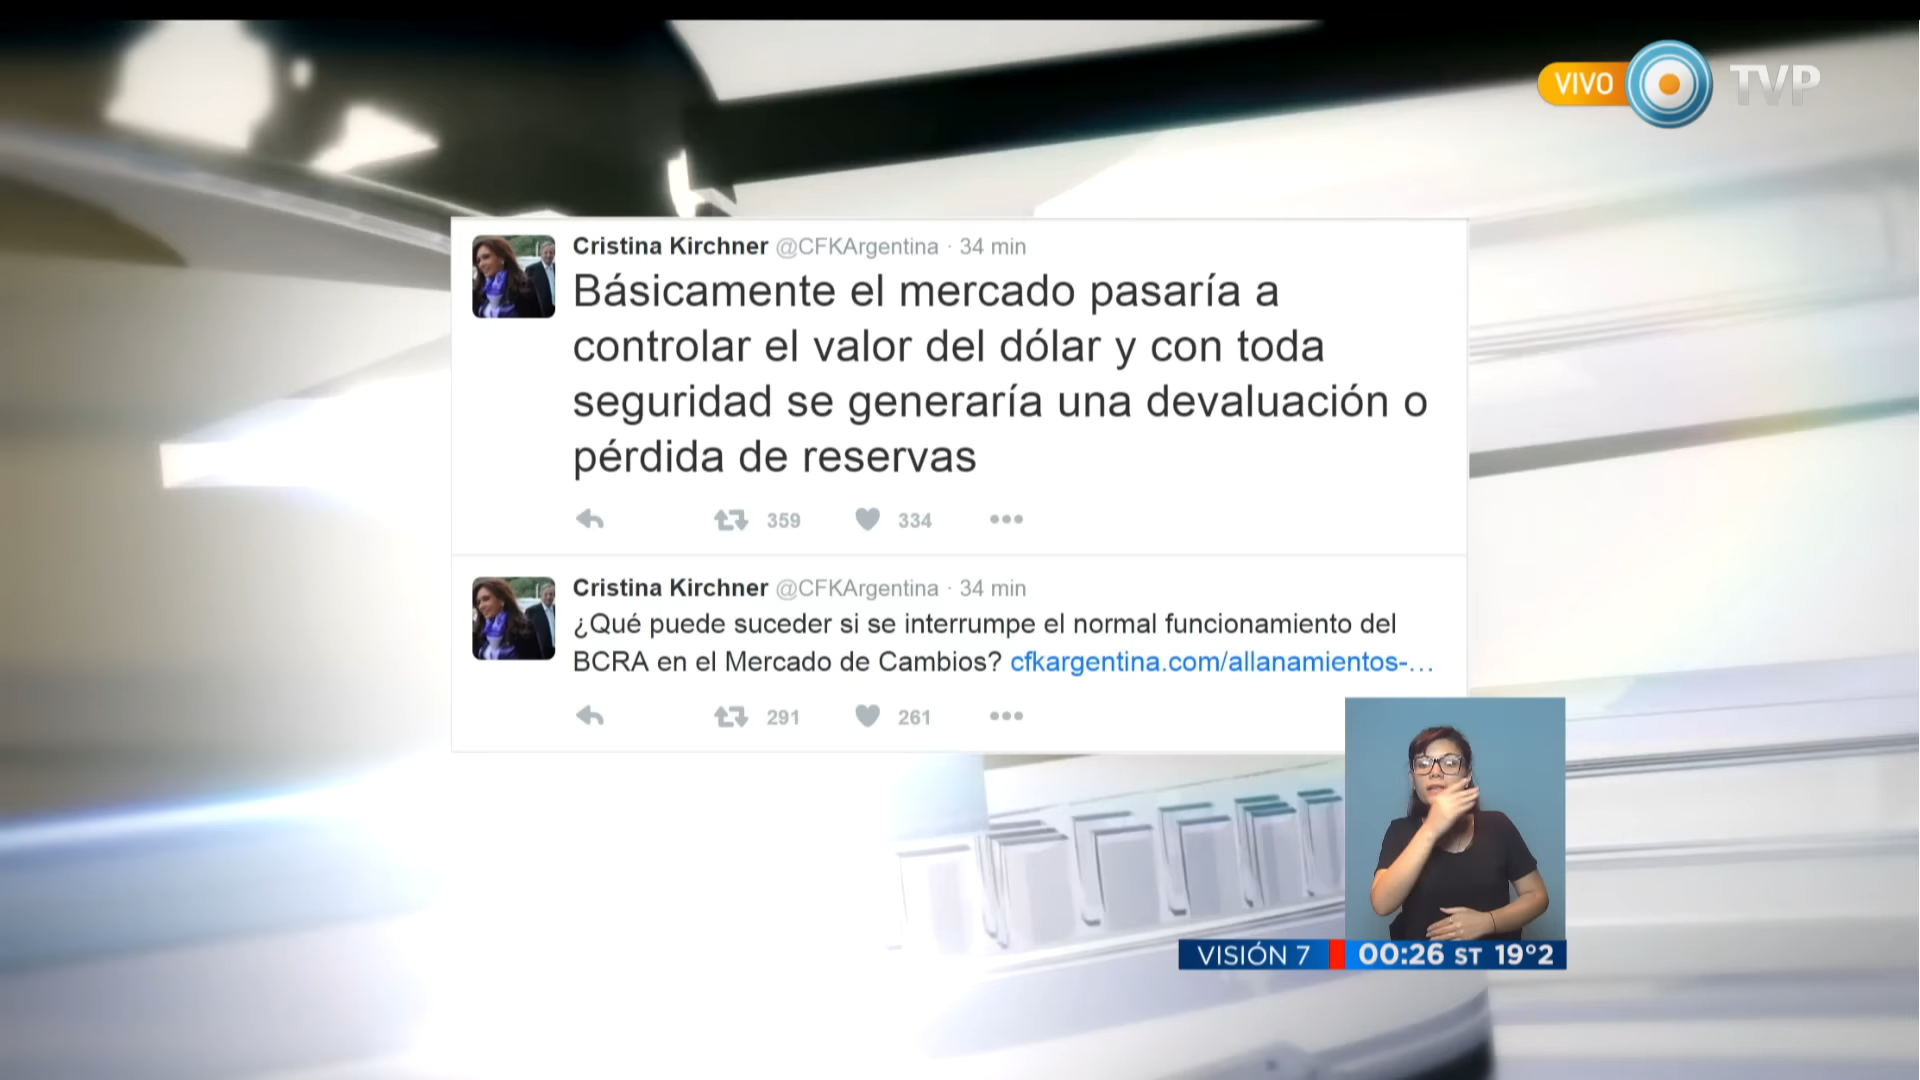 VIVO TVP
Cristina Kirchner @CFKArgentina · 34 min
Básicamente el mercado pasaría a
controlar el valor del dólar y con toda
seguridad se generaría una devaluación o
pérdida de reservas
359 334
Cristina Kirchner @CFKArgentina · 34 min
¿Qué puede suceder si se interrumpe el normal funcionamiento del
BCRA en el Mercado de Cambios? cfkargentina.com/allanamientos-…
291 261
VISIÓN 7 00:26 ST 19°2